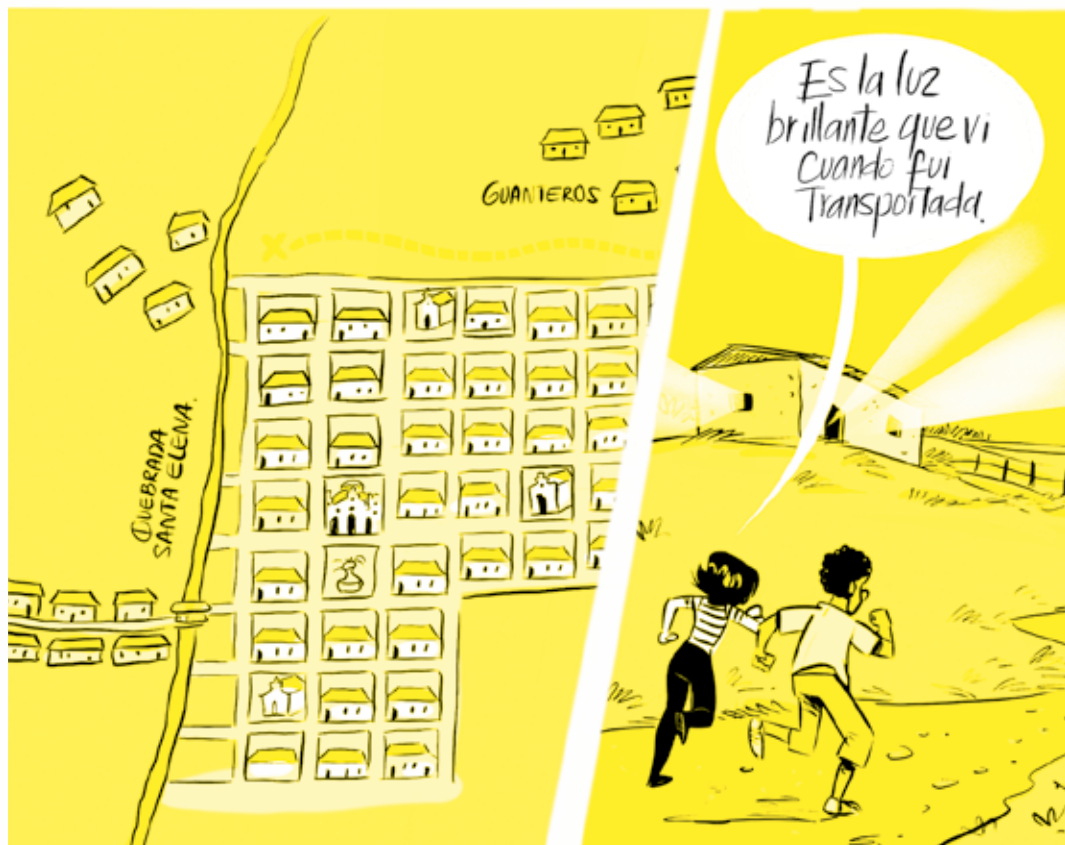 GUANTEROS
QUEBRADA
SANTA ELENA.
Es la luz
brillante que vi
cuando fui
Transportada.